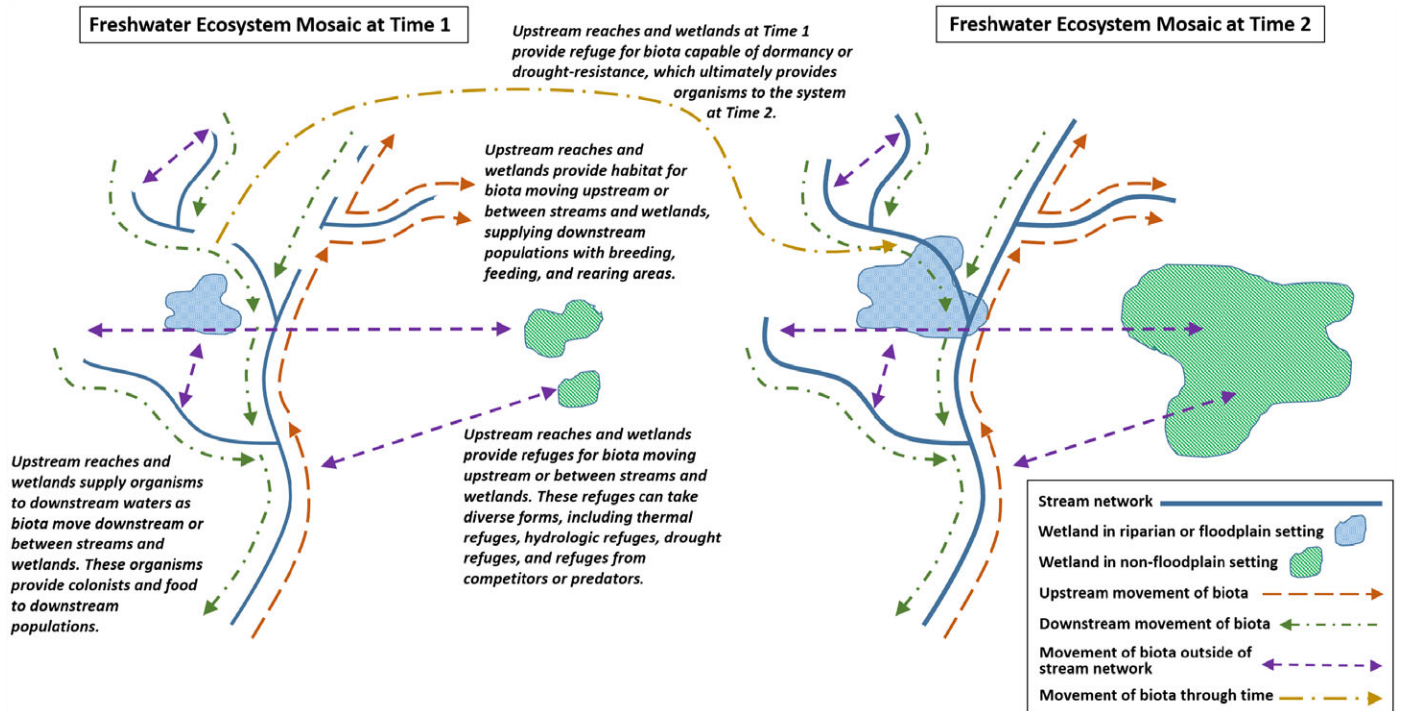 Freshwater Ecosystem Mosaic at Time 1
Upstream reaches and wetlands at Time 1
provide refuge for biota capable of dormancy or
drought-resistance, which ultimately provides
organisms to the system
at Time 2.
Freshwater Ecosystem Mosaic at Time 2
Upstream reaches and
wetlands provide habitat for
biota moving upstream or
between streams and wetlands,
supplying downstream
populations with breeding,
feeding, and rearing areas.
Upstream reaches and
wetlands supply organisms
to downstream waters as
biota move downstream or
between streams and
wetlands. These organisms
provide colonists and food
to downstream
populations.
Upstream reaches and wetlands
provide refuges for biota moving
upstream or between streams and
wetlands. These refuges can take
diverse forms, including thermal
refuges, hydrologic refuges, drought
refuges, and refuges from
competitors or predators.
Stream network
Wetland in riparian or floodplain setting
Wetland in non-floodplain setting
Upstream movement of biota
Downstream movement of biota
Movement of biota outside of
stream network
Movement of biota through time